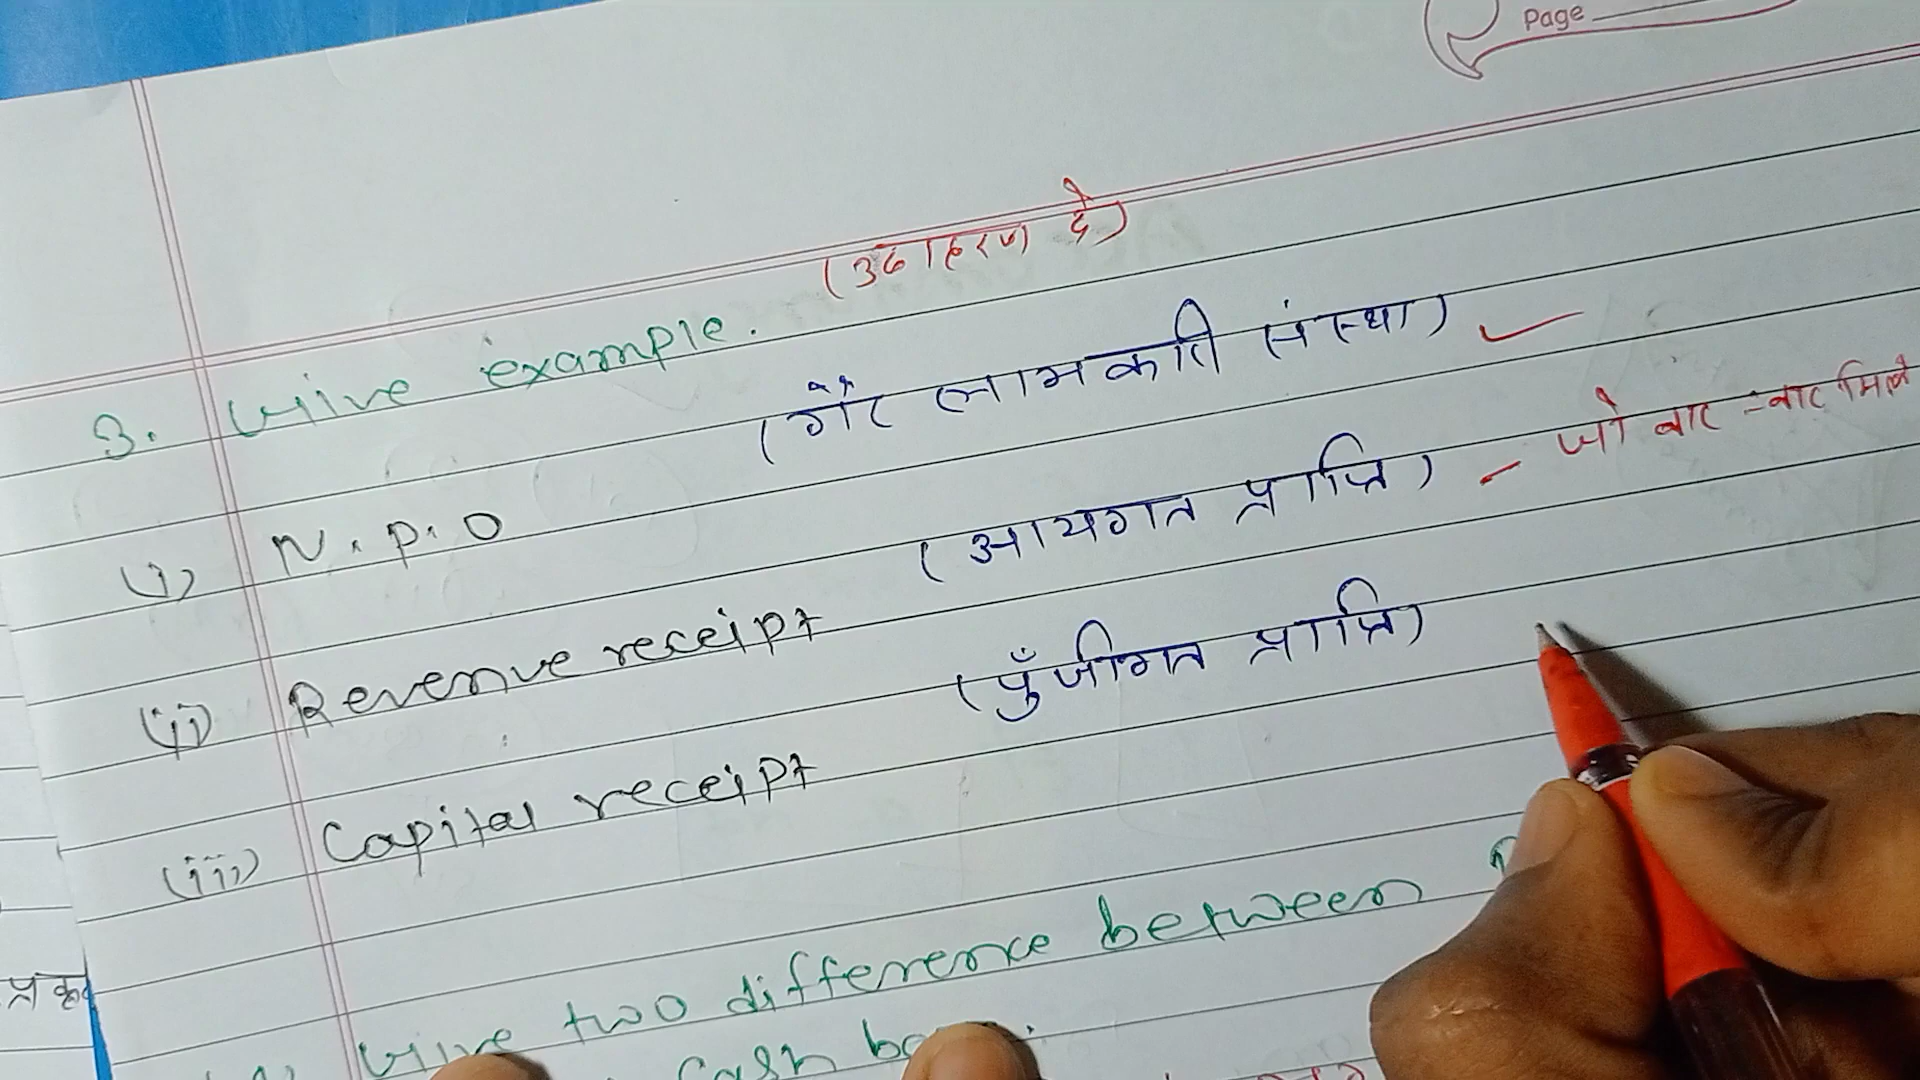 Page
(उदाहरण दे)
3. Give example.
(i) N.P.O (गैर लाभकारी संस्था)
(ii) Revenue receipt (आयगत प्राप्ति) - जो बार-बार मिले
(iii) Capital receipt (पुँजीगत प्राप्ति)
Give two difference between
Cash